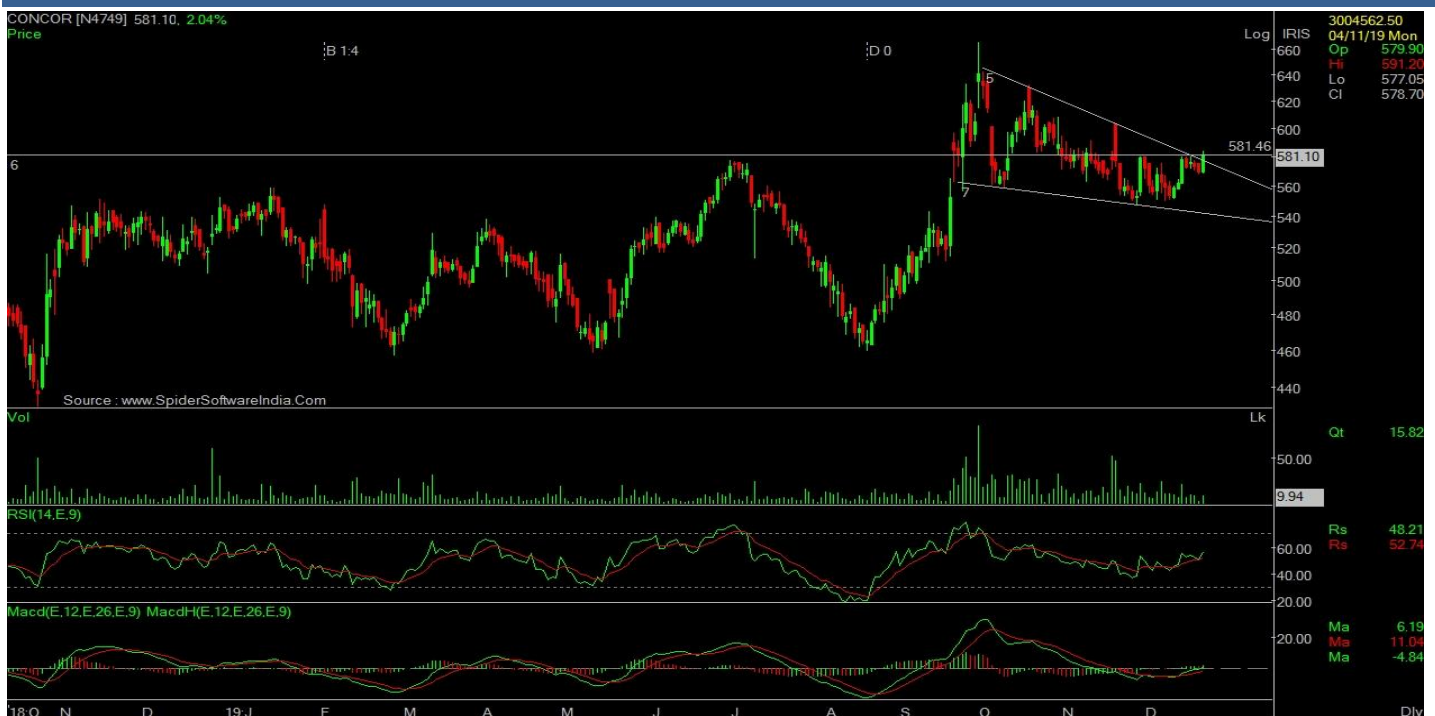 CONCOR [N4749] 581.10, 2.04%
Price
B 1:4
D 0
Log
IRIS
3004562.50
04/11/19 Mon
Op 579.90
Hi 591.20
Lo 577.05
Cl 578.70
660
640
620
600
581.46
581.10
560
540
520
500
480
460
440
5
6
7
Source : www.SpiderSoftwareIndia.Com
Vol
Lk
Qt 15.82
50.00
9.94
RSI(14,E,9)
Rs 48.21
Rs 52.74
60.00
40.00
20.00
Macd(E,12,E,26,E,9) MacdH(E,12,E,26,E,9)
Ma 6.19
Ma 11.04
Ma -4.84
20.00
'18:O N D 19:J F M A M J J A S O N D
Dly